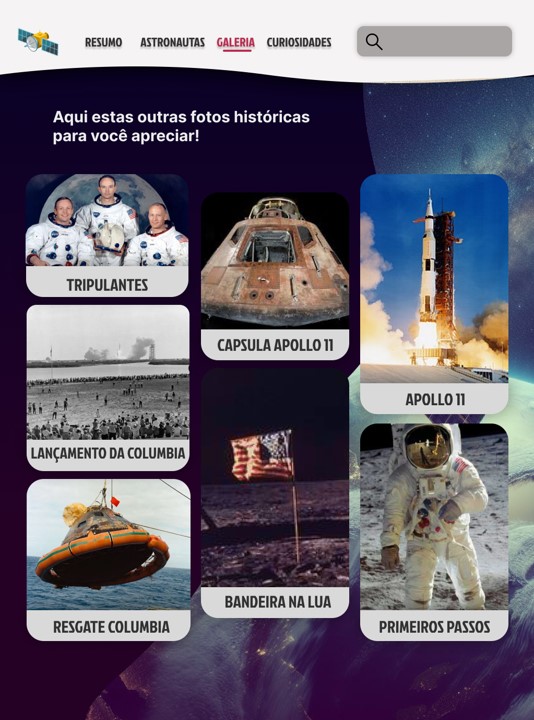 RESUMO
ASTRONAUTAS
GALERIA
CURIOSIDADES
Aqui estas outras fotos históricas
para você apreciar!
TRIPULANTES
CAPSULA APOLLO 11
APOLLO 11
LANÇAMENTO DA COLUMBIA
BANDEIRA NA LUA
RESGATE COLUMBIA
PRIMEIROS PASSOS